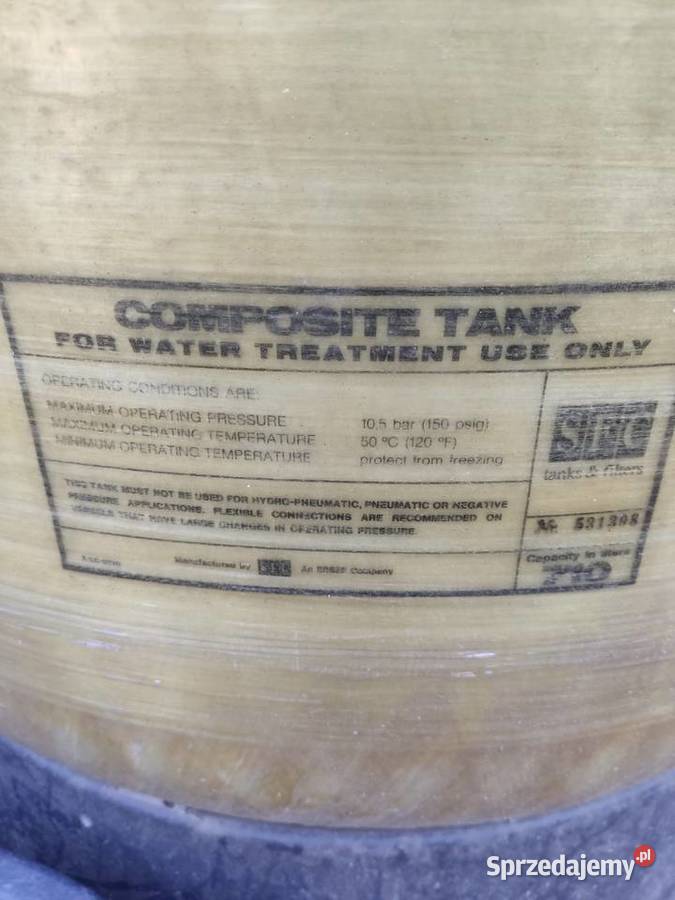 COMPOSITE TANK
FOR WATER TREATMENT USE ONLY
OPERATING CONDITIONS ARE:
MAXIMUM OPERATING PRESSURE 10,5 bar (150 psig)
MAXIMUM OPERATING TEMPERATURE 50 ºC (120 ºF)
MINIMUM OPERATING TEMPERATURE protect from freezing
THIS TANK MUST NOT BE USED FOR HYDRO-PNEUMATIC, PNEUMATIC OR NEGATIVE
PRESSURE APPLICATIONS. FLEXIBLE CONNECTIONS ARE RECOMMENDED ON
VESSELS THAT HAVE LARGE CHANGES IN OPERATING PRESSURE.
Manufactured by An Company
tanks & filters
Capacity in liters
Sprzedajemy.pl